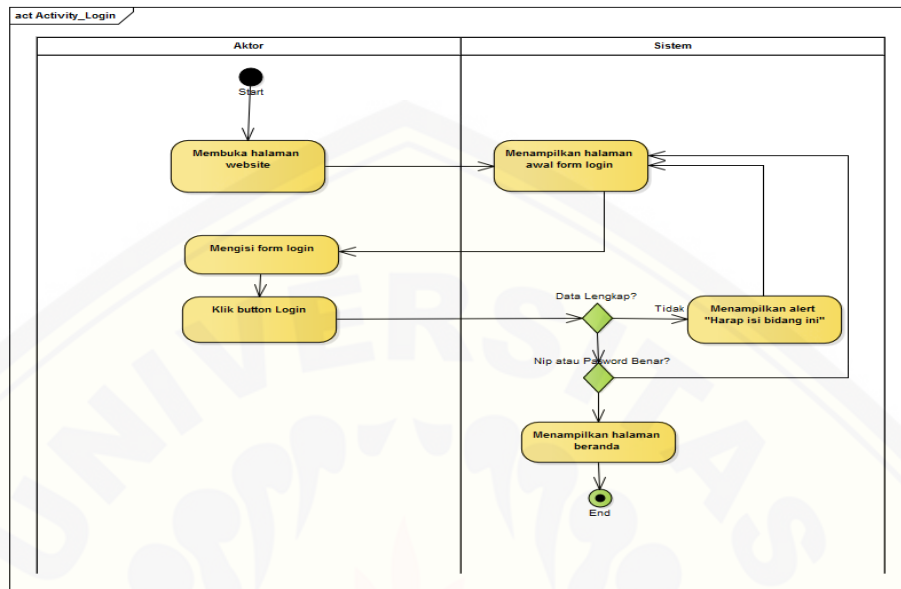 act Activity_Login
Aktor
Sistem
Start
Membuka halaman
website
Menampilkan halaman
awal form login
Mengisi form login
Klik button Login
Data Lengkap?
Tidak
Menampilkan alert
"Harap isi bidang ini"
Nip atau Pasword Benar?
Menampilkan halaman
beranda
End
UNIVERSITAS